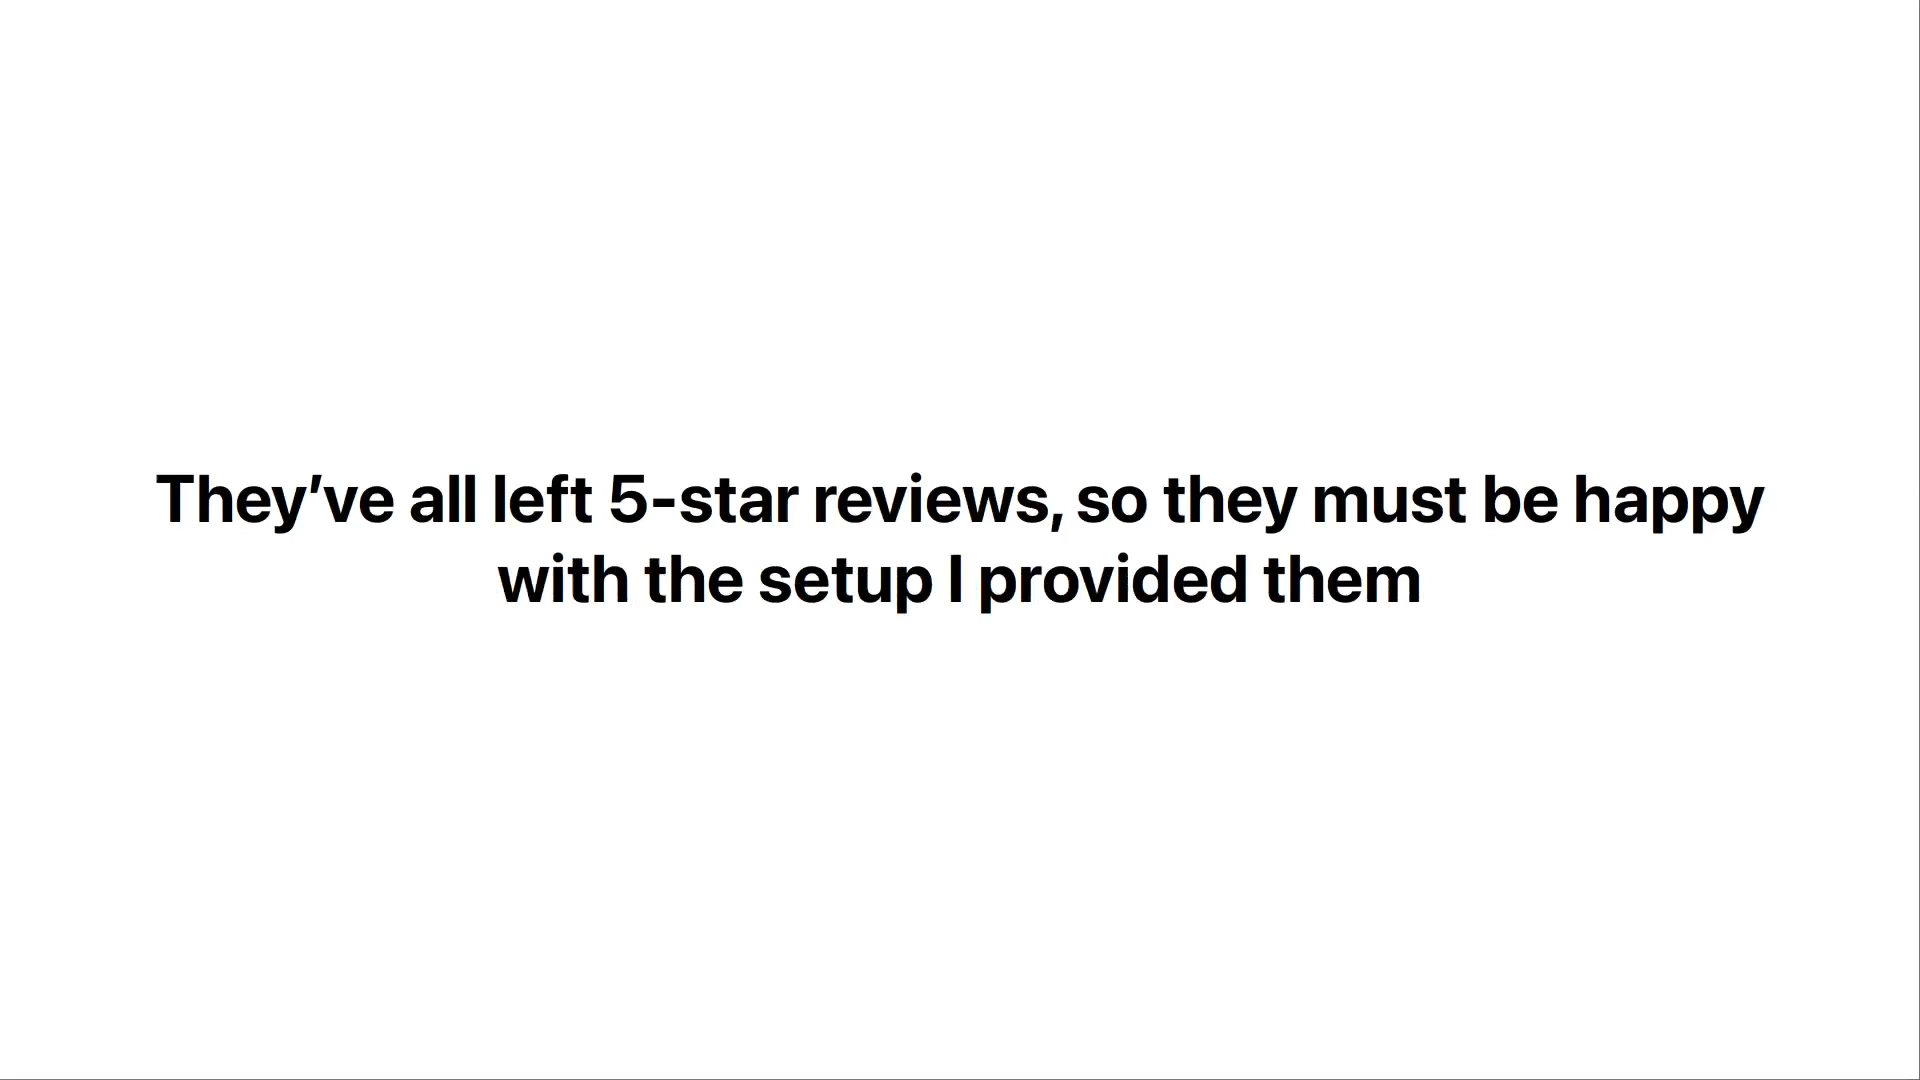 They’ve all left 5-star reviews, so they must be happy
with the setup I provided them